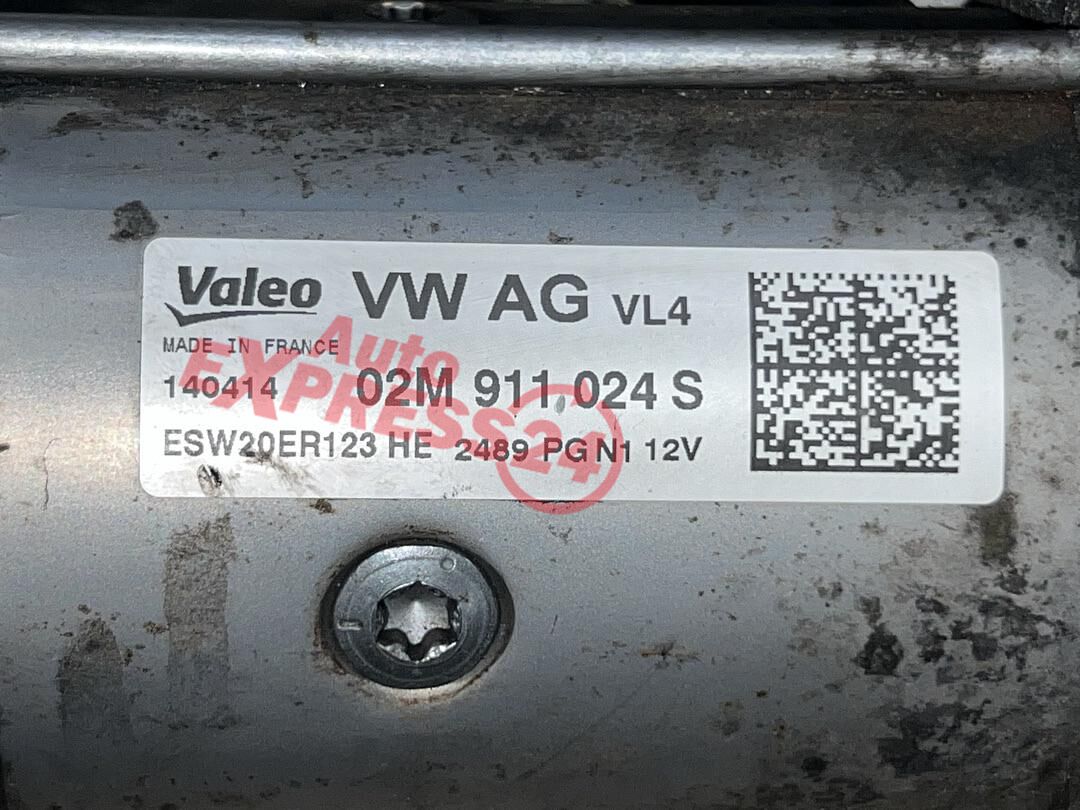 Valeo VW AG VL4
MADE IN FRANCE
140414 02M 911 024 S
ESW20ER123 HE 2489 PG N1 12V
Auto
EXPRESS24